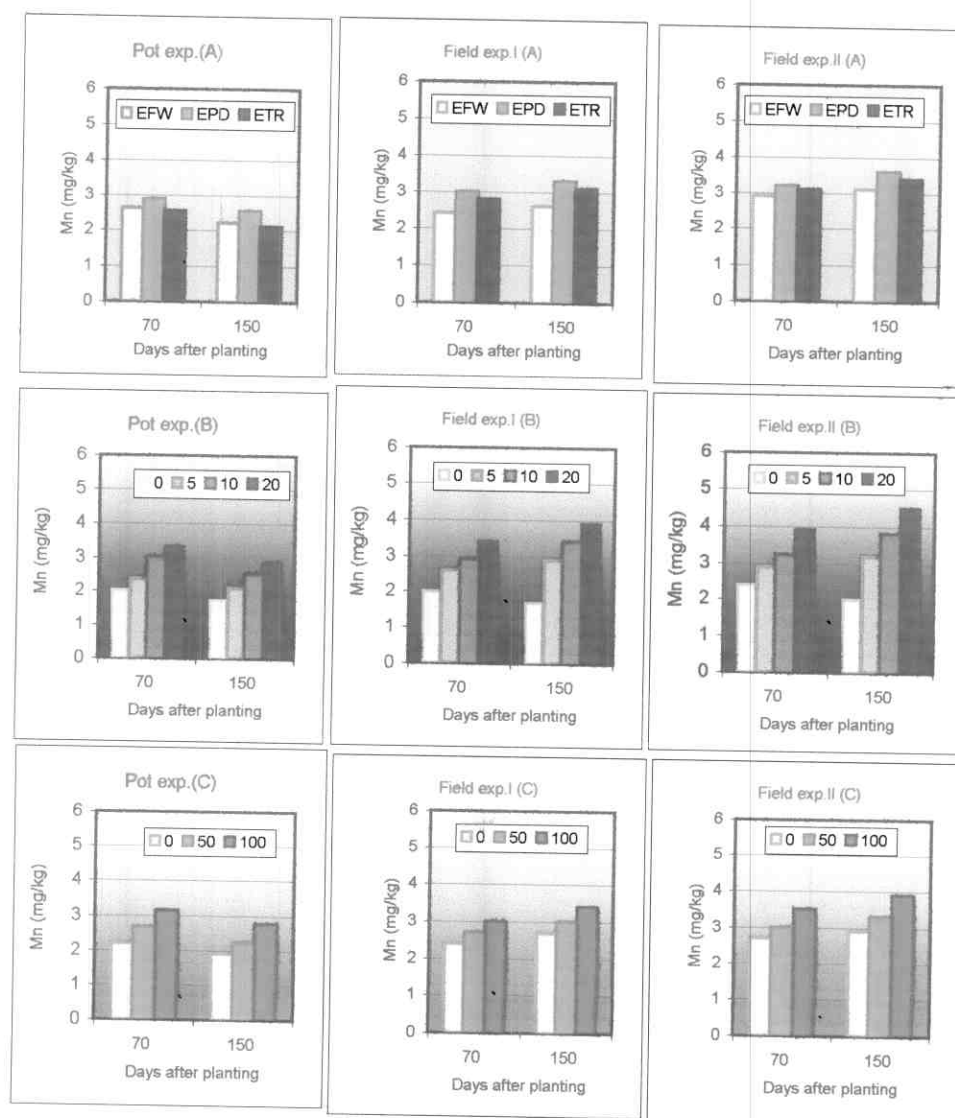 Pot exp.(A)
Mn (mg/kg)
6
5
4
3
2
1
0
EFW EPD ETR
70 150
Days after planting
Field exp.I (A)
Mn (mg/kg)
6
5
4
3
2
1
0
EFW EPD ETR
70 150
Days after planting
Field exp.II (A)
Mn (mg/kg)
6
5
4
3
2
1
0
EFW EPD ETR
70 150
Days after planting
Pot exp.(B)
Mn (mg/kg)
6
5
4
3
2
1
0
0 5 10 20
70 150
Days after planting
Field exp.I (B)
Mn (mg/kg)
6
5
4
3
2
1
0
0 5 10 20
70 150
Days after planting
Field exp.II (B)
Mn (mg/kg)
6
5
4
3
2
1
0
0 5 10 20
70 150
Days after planting
Pot exp.(C)
Mn (mg/kg)
6
5
4
3
2
1
0
0 50 100
70 150
Days after planting
Field exp.I (C)
Mn (mg/kg)
6
5
4
3
2
1
0
0 50 100
70 150
Days after planting
Field exp.II (C)
Mn (mg/kg)
6
5
4
3
2
1
0
0 50 100
70 150
Days after planting